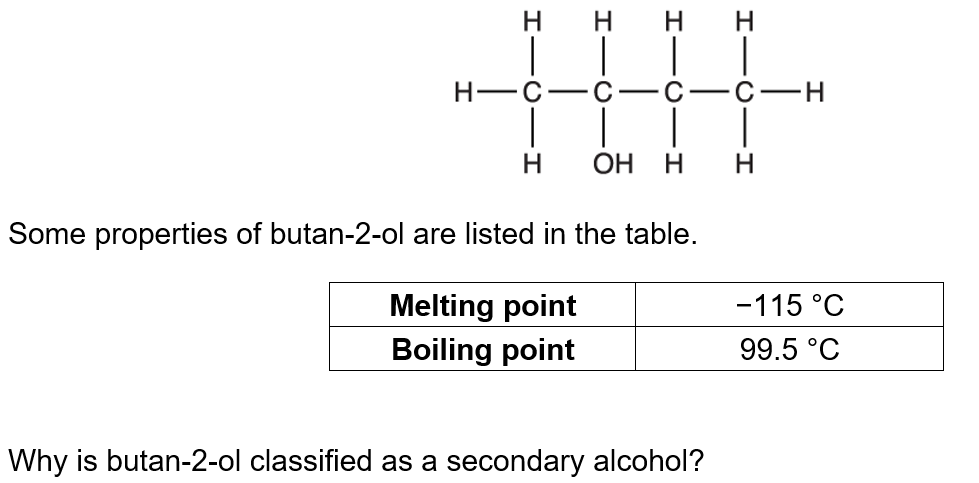 H H H H
H C C C C H
H OH H H
Some properties of butan-2-ol are listed in the table.
Melting point −115 °C
Boiling point 99.5 °C
Why is butan-2-ol classified as a secondary alcohol?